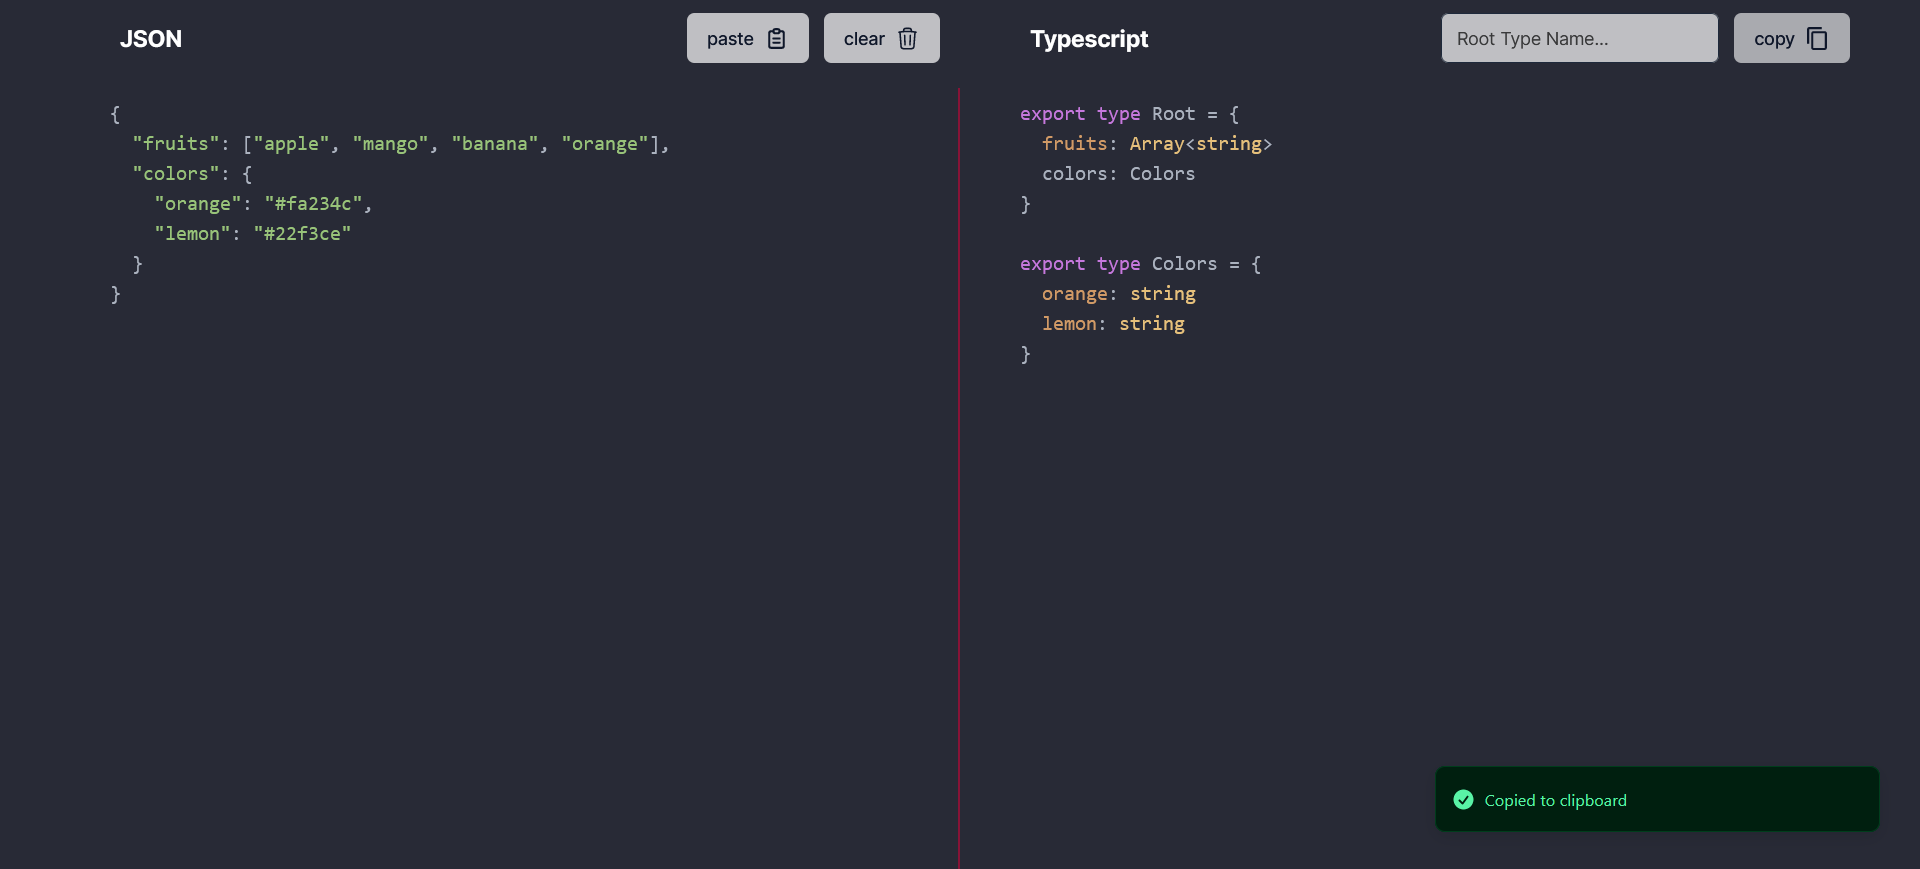 JSON
paste
clear
{
  "fruits": ["apple", "mango", "banana", "orange"],
  "colors": {
    "orange": "#fa234c",
    "lemon": "#22f3ce"
  }
}
Typescript
Root Type Name...
copy
export type Root = {
  fruits: Array<string>
  colors: Colors
}
export type Colors = {
  orange: string
  lemon: string
}
Copied to clipboard